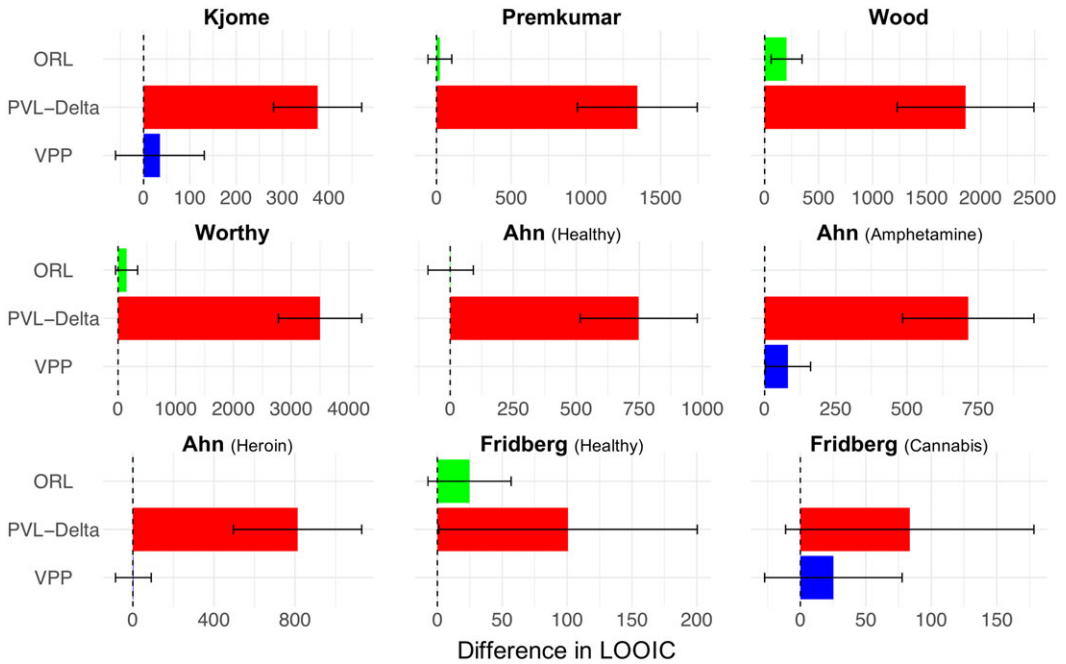 Kjome Premkumar Wood
ORL
PVL-Delta
VPP
0 100 200 300 400 0 500 1000 1500 0 500 1000 1500 2000 2500
Worthy Ahn (Healthy) Ahn (Amphetamine)
ORL
PVL-Delta
VPP
0 1000 2000 3000 4000 0 250 500 750 1000 0 250 500 750
Ahn (Heroin) Fridberg (Healthy) Fridberg (Cannabis)
ORL
PVL-Delta
VPP
0 400 800 0 50 100 150 200 0 50 100 150
Difference in LOOIC